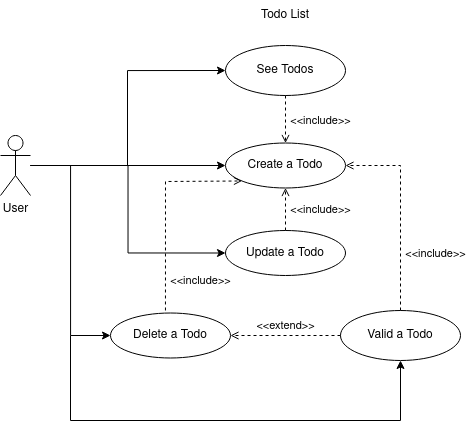 Todo List
See Todos
<<include>>
Create a Todo
User
<<include>>
Update a Todo
<<include>>
<<include>>
Delete a Todo
<<extend>>
Valid a Todo